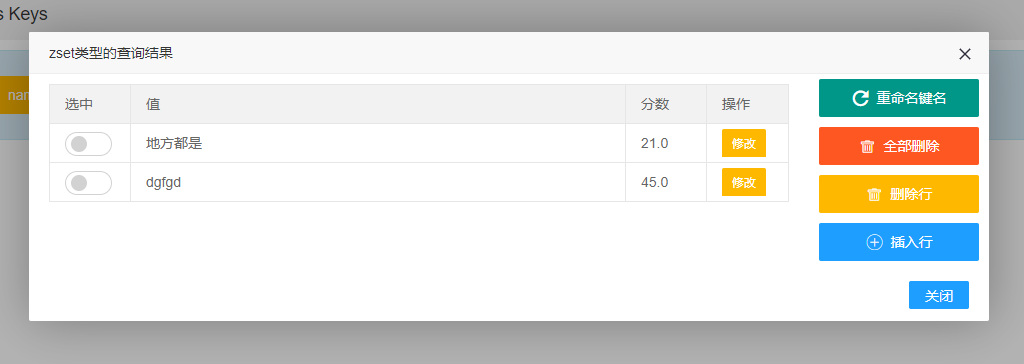 s Keys
nam
zset类型的查询结果
选中 值 分数 操作
地方都是 21.0 修改
dgfgd 45.0 修改
重命名键名
全部删除
删除行
插入行
关闭